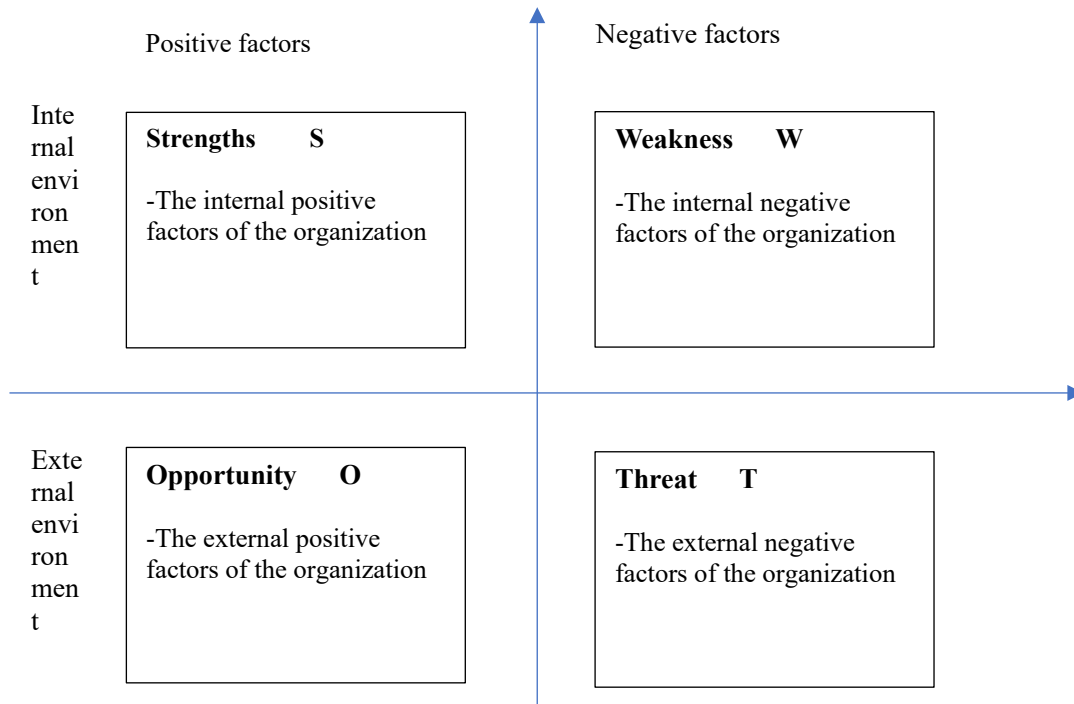 Positive factors
Negative factors
Inte
rnal
envi
ron
men
t
Strengths S
-The internal positive
factors of the organization
Weakness W
-The internal negative
factors of the organization
Exte
rnal
envi
ron
men
t
Opportunity O
-The external positive
factors of the organization
Threat T
-The external negative
factors of the organization